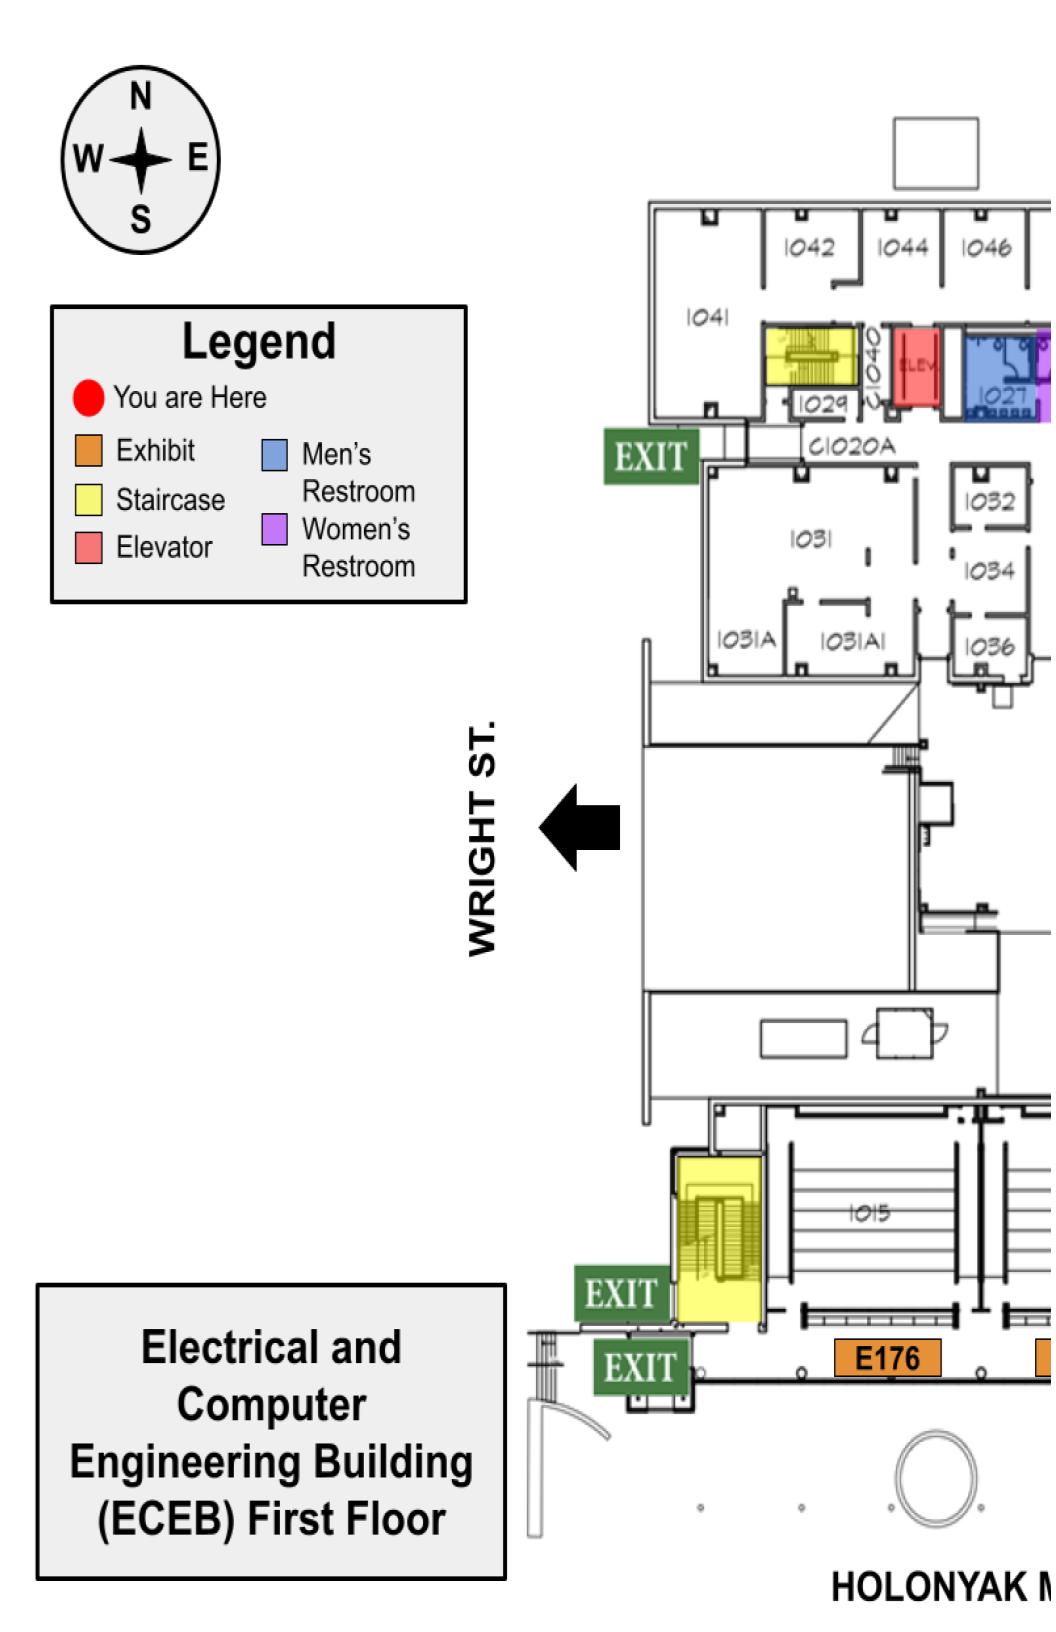 N
W E
S
Legend
You are Here
Exhibit
Staircase
Elevator
Men's
Restroom
Women's
Restroom
1042
1044
1046
1041
C1040
ELEV.
1027
1029
EXIT
C1020A
1032
1031
1034
1031A
1031A1
1036
WRIGHT ST.
1015
EXIT
EXIT
E176
Electrical and
Computer
Engineering Building
(ECEB) First Floor
HOLONYAK